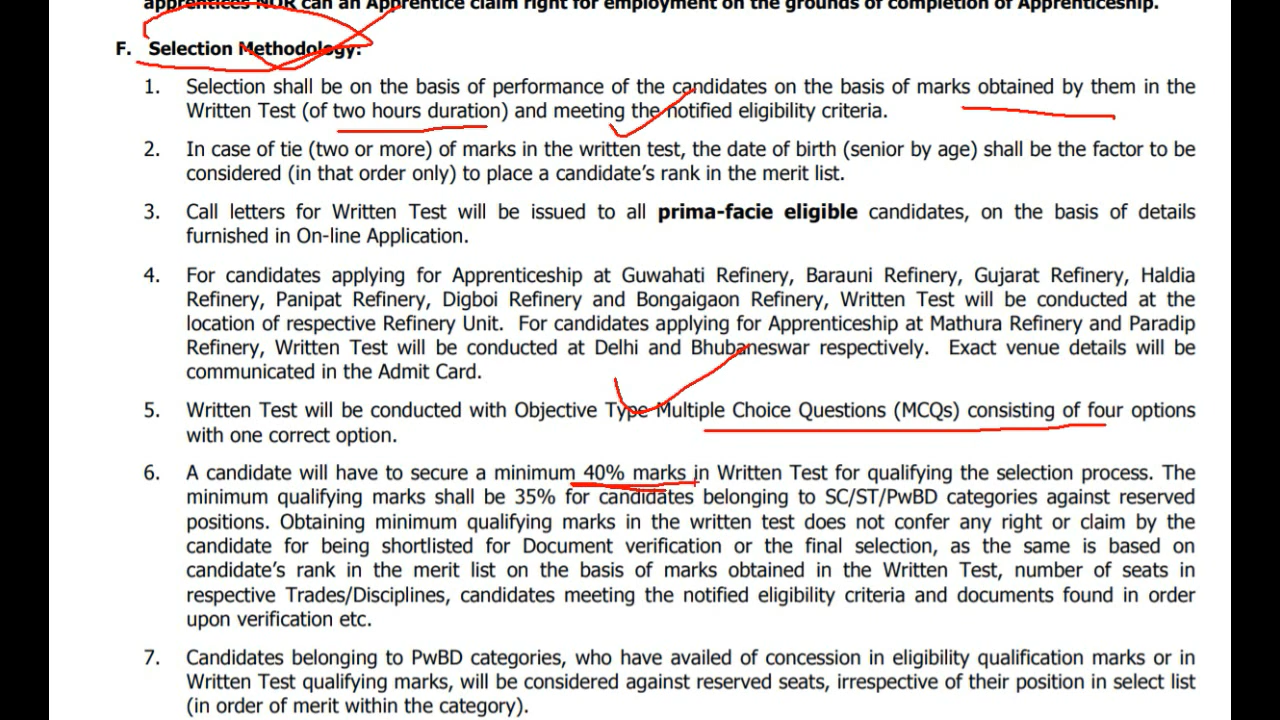 apprentices NOR can an Apprentice claim right for employment on the grounds of completion of Apprenticeship.
F. Selection Methodology:
1. Selection shall be on the basis of performance of the candidates on the basis of marks obtained by them in the
Written Test (of two hours duration) and meeting the notified eligibility criteria.
2. In case of tie (two or more) of marks in the written test, the date of birth (senior by age) shall be the factor to be
considered (in that order only) to place a candidate's rank in the merit list.
3. Call letters for Written Test will be issued to all prima-facie eligible candidates, on the basis of details
furnished in On-line Application.
4. For candidates applying for Apprenticeship at Guwahati Refinery, Barauni Refinery, Gujarat Refinery, Haldia
Refinery, Panipat Refinery, Digboi Refinery and Bongaigaon Refinery, Written Test will be conducted at the
location of respective Refinery Unit. For candidates applying for Apprenticeship at Mathura Refinery and Paradip
Refinery, Written Test will be conducted at Delhi and Bhubaneswar respectively. Exact venue details will be
communicated in the Admit Card.
5. Written Test will be conducted with Objective Type Multiple Choice Questions (MCQs) consisting of four options
with one correct option.
6. A candidate will have to secure a minimum 40% marks in Written Test for qualifying the selection process. The
minimum qualifying marks shall be 35% for candidates belonging to SC/ST/PwBD categories against reserved
positions. Obtaining minimum qualifying marks in the written test does not confer any right or claim by the
candidate for being shortlisted for Document verification or the final selection, as the same is based on
candidate's rank in the merit list on the basis of marks obtained in the Written Test, number of seats in
respective Trades/Disciplines, candidates meeting the notified eligibility criteria and documents found in order
upon verification etc.
7. Candidates belonging to PwBD categories, who have availed of concession in eligibility qualification marks or in
Written Test qualifying marks, will be considered against reserved seats, irrespective of their position in select list
(in order of merit within the category).